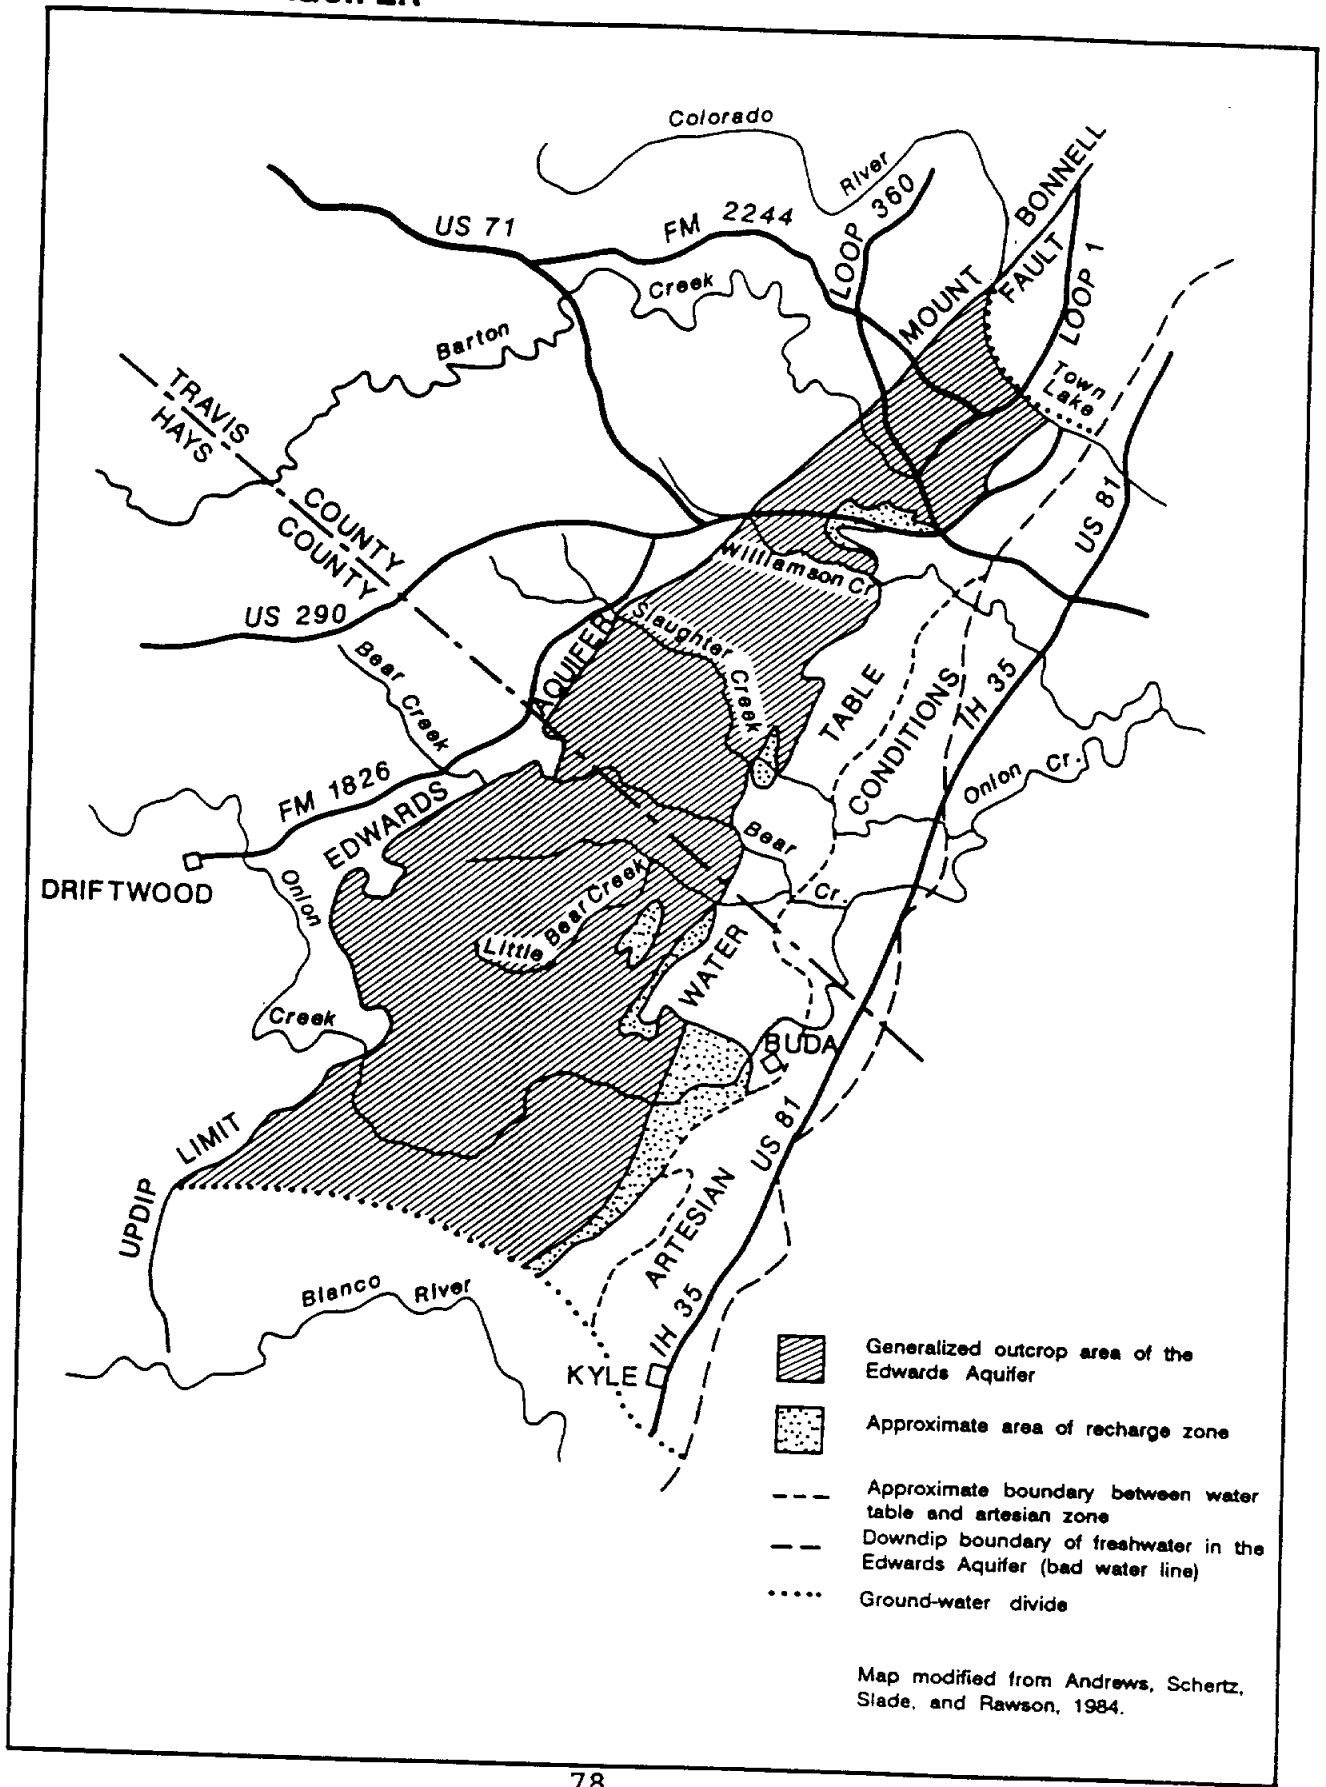 Colorado
River
BONNELL
LOOP 360
FM 2244
US 71
FAULT
MOUNT
LOOP 1
Creek
Barton
Town
Lake
TRAVIS
HAYS
COUNTY
COUNTY
US 81
Williamson Cr
US 290
Slaughter
Creek
AQUIFER
Bear
Creek
TABLE
CONDITIONS
IH 35
Onion Cr.
FM 1826
EDWARDS
Bear
Cr.
DRIFTWOOD
Onion
Creek
Little Bear Creek
WATER
BUDA
US 81
LIMIT
UPDIP
ARTESIAN
Blanco River
IH 35
KYLE
Generalized outcrop area of the
Edwards Aquifer
Approximate area of recharge zone
Approximate boundary between water
table and artesian zone
Downdip boundary of freshwater in the
Edwards Aquifer (bad water line)
Ground-water divide
Map modified from Andrews, Schertz,
Slade, and Rawson, 1984.
78